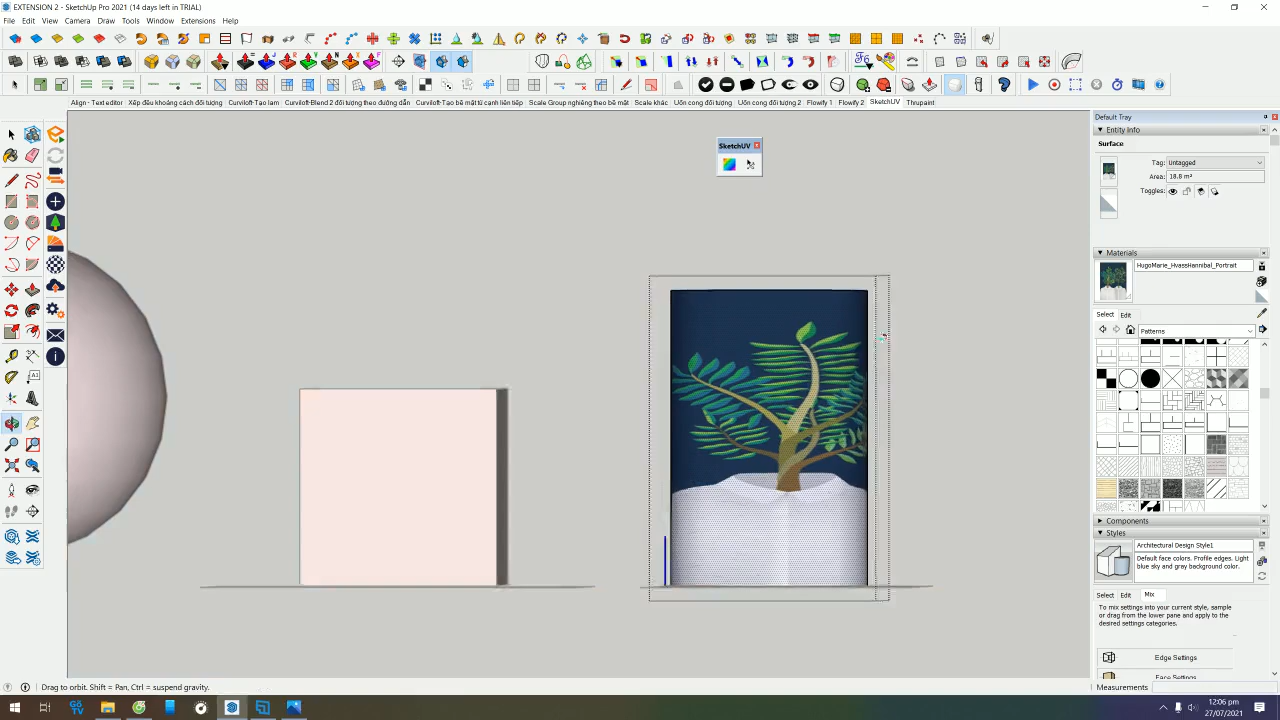 EXTENSION 2 - SketchUp Pro 2021 (14 days left in TRIAL)
File Edit View Camera Draw Tools Window Extensions Help
Align - Text editor Xếp đều khoảng cách đối tượng Curviloft-Tạo lam Curviloft-Blend 2 đối tượng theo đường dẫn Curviloft-Tạo bề mặt từ cạnh liên tiếp Scale Group nghiêng theo bề mặt Scale khác Uốn cong đối tượng Uốn cong đối tượng 2 Flowify 1 Flowify 2 SketchUV Thrupaint
Default Tray
Entity Info
Surface
Tag: Untagged
Area: 18.8 m²
Toggles:
SketchUV
Materials
HugoMarie_HvassHannibal_Portrait
Select Edit
Patterns
Components
Styles
Architectural Design Style1
Default face colors. Profile edges. Light
blue sky and gray background color.
Select Edit Mix
To mix settings into your current style, sample
or drag from the lower pane and apply to the
desired settings categories.
Edge Settings
Face Settings
Drag to orbit. Shift = Pan, Ctrl = suspend gravity.
Measurements
12:06 pm
27/07/2021